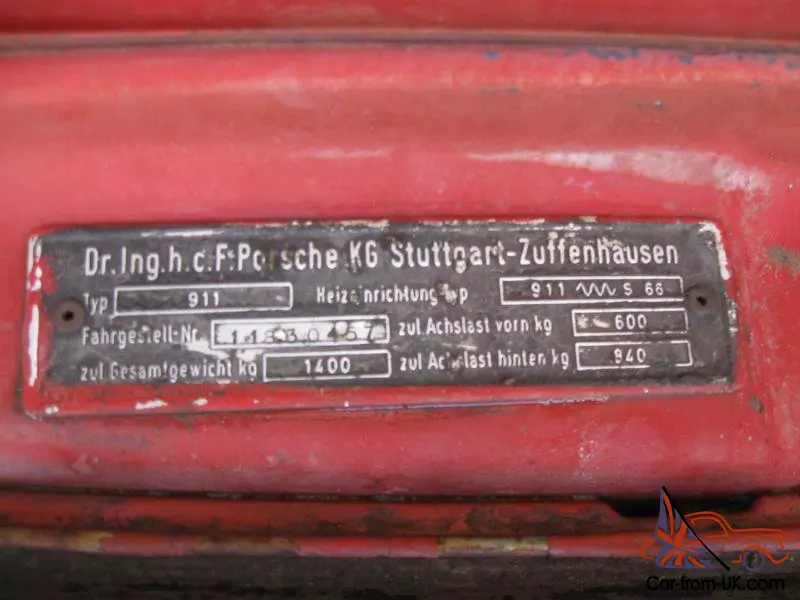 Dr.Ing.h.c.F.Porsche KG Stuttgart-Zuffenhausen
Typ 911 Heizeinrichtung Typ 911 S 66
Fahrgestell-Nr. 11830457 zul Achslast vorn kg 600
zul Gesamtgewicht kg 1400 zul Achslast hinten kg 840
Car-from-UK.com